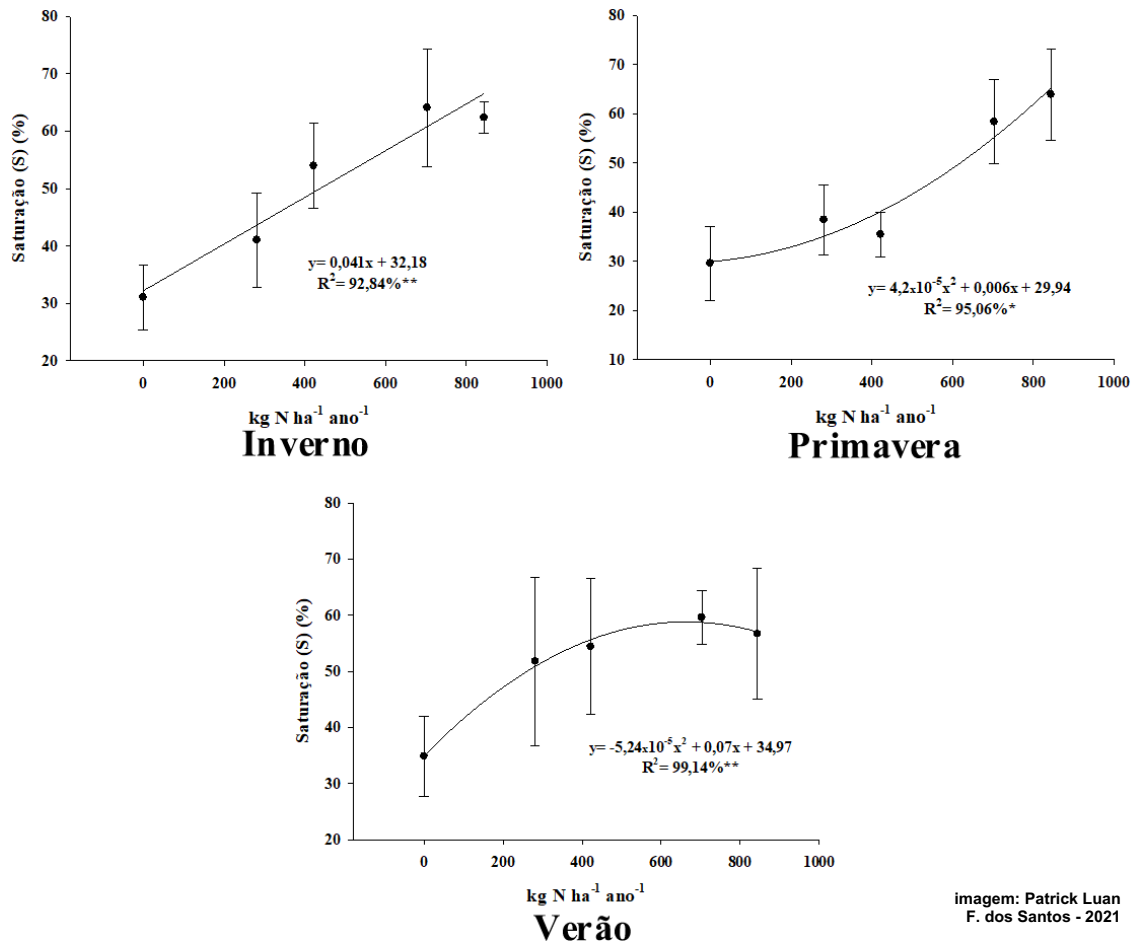 Saturação (S) (%)
80
70
60
50
40
30
20
y= 0,041x + 32,18
R²= 92,84%**
0 200 400 600 800 1000
kg N ha⁻¹ ano⁻¹
Inverno
Saturação (S) (%)
80
70
60
50
40
30
20
10
y= 4,2x10⁻⁵x² + 0,006x + 29,94
R²= 95,06%*
0 200 400 600 800 1000
kg N ha⁻¹ ano⁻¹
Primavera
Saturação (S) (%)
80
70
60
50
40
30
20
y= -5,24x10⁻⁵x² + 0,07x + 34,97
R²= 99,14%**
0 200 400 600 800 1000
kg N ha⁻¹ ano⁻¹
Verão
imagem: Patrick Luan
F. dos Santos - 2021